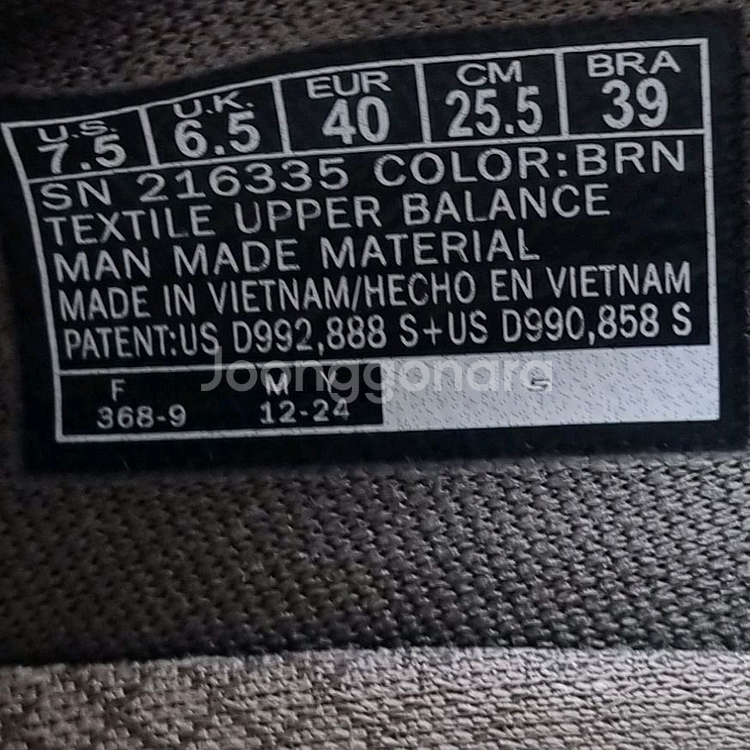 U.S. U.K. EUR CM BRA
7.5 6.5 40 25.5 39
SN 216335 COLOR:BRN
TEXTILE UPPER BALANCE
MAN MADE MATERIAL
MADE IN VIETNAM/HECHO EN VIETNAM
PATENT:US D992,888 S+US D990,858 S
F M Y
368-9 12-24
Joonggonara